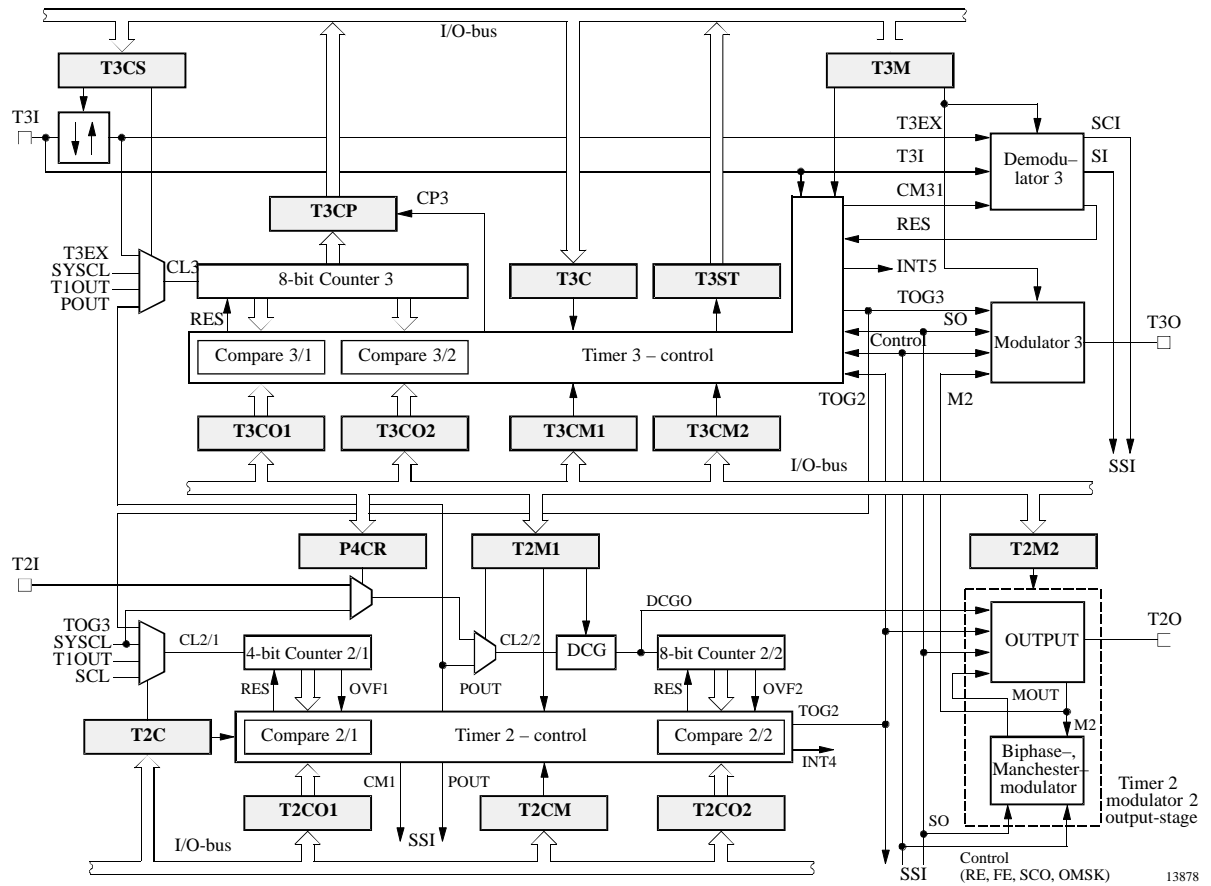 I/O-bus
T3CS
T3M
T3I
T3EX
SCI
T3I
SI
Demodu–
lator 3
CM31
CP3
T3CP
RES
T3EX
SYSCL
T1OUT
POUT
CL3
8-bit Counter 3
T3C
T3ST
INT5
TOG3
RES
SO
T3O
Control
Modulator 3
Compare 3/1
Compare 3/2
Timer 3 – control
TOG2
M2
T3CO1
T3CO2
T3CM1
T3CM2
I/O-bus
SSI
P4CR
T2M1
T2M2
T2I
DCGO
TOG3
SYSCL
T1OUT
SCL
CL2/1
4-bit Counter 2/1
CL2/2
DCG
8-bit Counter 2/2
OUTPUT
T2O
RES
OVF1
POUT
RES
OVF2
MOUT
TOG2
M2
T2C
Compare 2/1
Timer 2 – control
Compare 2/2
INT4
Biphase–,
Manchester–
modulator
Timer 2
modulator 2
output-stage
CM1
POUT
T2CO1
T2CM
T2CO2
SO
SSI
I/O-bus
SSI
Control
(RE, FE, SCO, OMSK)
13878